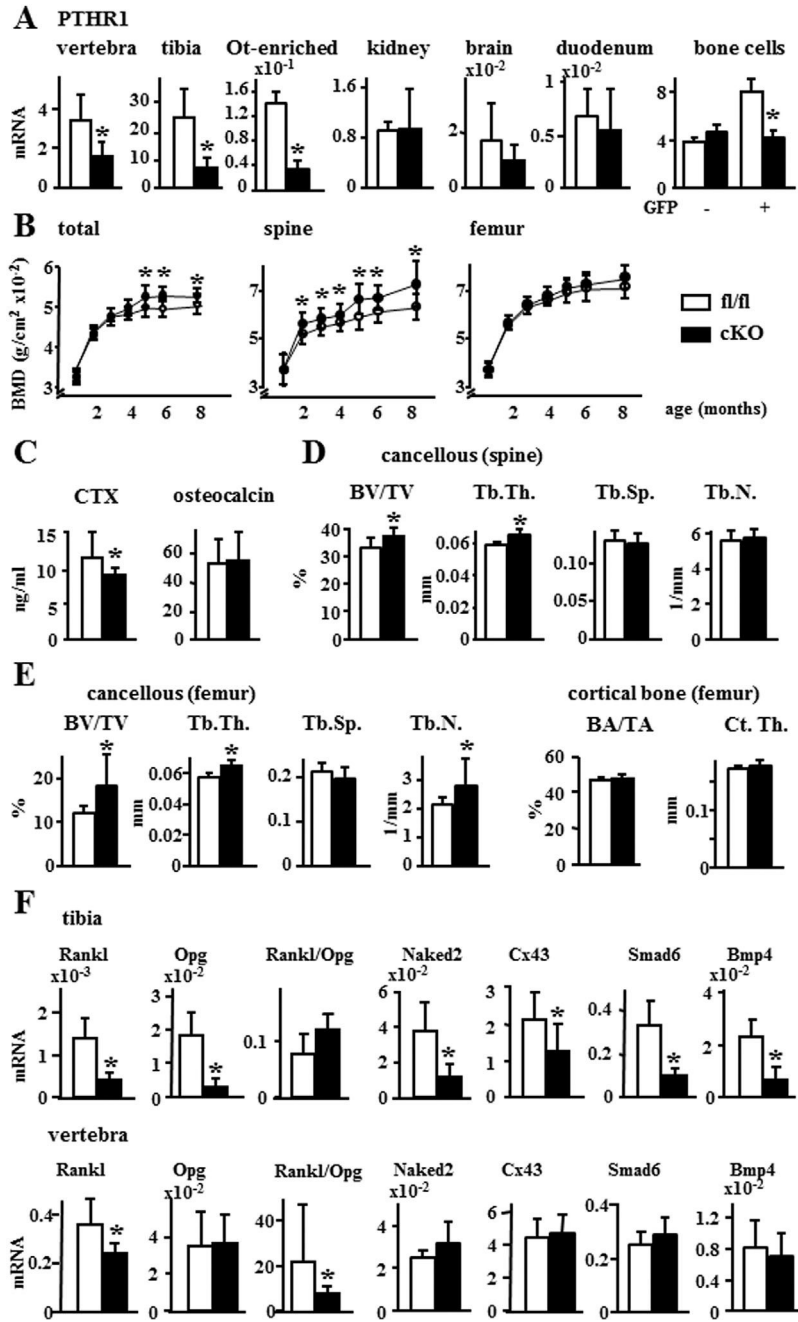 A PTHR1
vertebra tibia Ot-enriched kidney brain duodenum bone cells
x10-1 x10-2 x10-2
mRNA
4 2 0
30 20 10 0
1.6 1.2 0.8 0.4 0
1.6 0.8 0
2 0
1 0.5 0
8 4 0
* * * *
GFP - +
B total spine femur
BMD (g/cm2 x10-2)
6 5 4 3
7 5 3
7 5 3
* * * * * * * * *
2 4 6 8
2 4 6 8
2 4 6 8
age (months)
fl/fl
cKO
C
CTX osteocalcin
ng/ml
15 10 5 0
60 40 20 0
*
D cancellous (spine)
BV/TV Tb.Th. Tb.Sp. Tb.N.
% 40 30 20 10 0
mm 0.06 0.04 0.02 0
0.10 0.05 0
1/mm 6 4 2 0
* *
E cancellous (femur)
BV/TV Tb.Th. Tb.Sp. Tb.N.
% 20 10 0
mm 0.06 0.04 0.02 0
0.2 0.1 0
1/mm 3 2 1 0
* * *
cortical bone (femur)
BA/TA Ct. Th.
% 60 40 20 0
mm 0.1 0
F
tibia
Rankl Opg Rankl/Opg Naked2 Cx43 Smad6 Bmp4
x10-3 x10-2 x10-2 x10-2
mRNA
2 1 0
3 2 1 0
0.1 0
6 4 2 0
3 2 1 0
0.4 0.2 0
4 2 0
* * * * * *
vertebra
Rankl Opg Rankl/Opg Naked2 Cx43 Smad6 Bmp4
x10-2 x10-2 x10-2
mRNA
0.4 0.2 0
6 4 2 0
40 20 0
4 2 0
6 4 2 0
0.4 0.2 0
1.2 0.8 0.4 0
* *